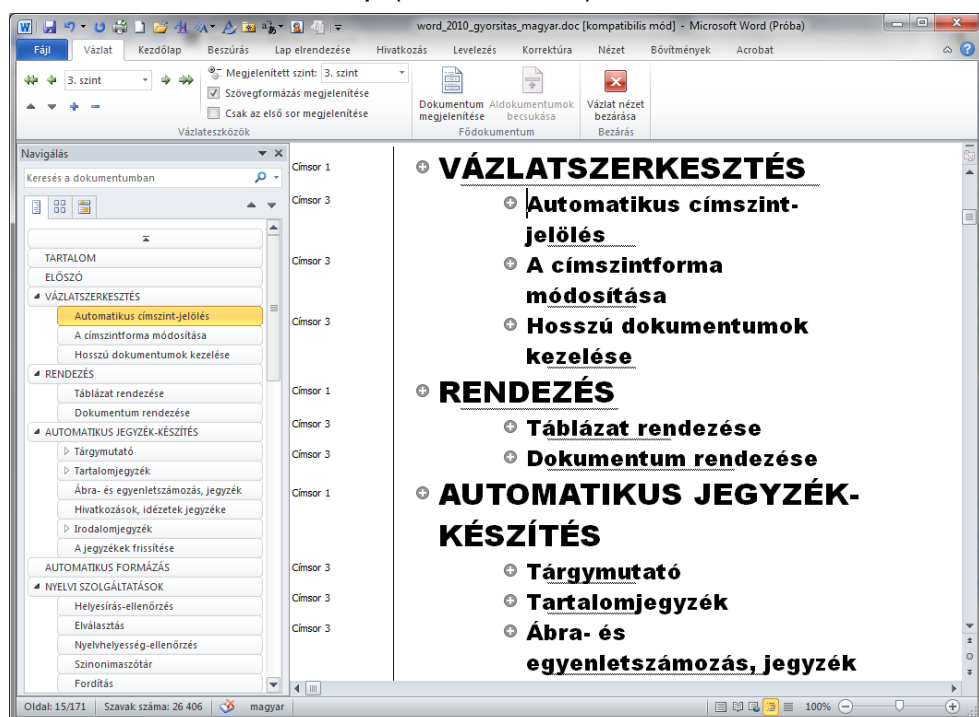 word_2010_gyorsitas_magyar.doc [kompatibilis mód] - Microsoft Word (Próba)
Fájl Vázlat Kezdőlap Beszúrás Lap elrendezése Hivatkozás Levelezés Korrektúra Nézet Bővítmények Acrobat
3. szint
Megjelenített szint: 3. szint
Szövegformázás megjelenítése
Csak az első sor megjelenítése
Vázlateszközök
Dokumentum megjelenítése
Aldokumentumok becsukása
Fődokumentum
Vázlat nézet bezárása
Bezárás
Navigálás
Keresés a dokumentumban
TARTALOM
ELŐSZÓ
VÁZLATSZERKESZTÉS
Automatikus címszint-jelölés
A címszintforma módosítása
Hosszú dokumentumok kezelése
RENDEZÉS
Táblázat rendezése
Dokumentum rendezése
AUTOMATIKUS JEGYZÉK-KÉSZÍTÉS
Tárgymutató
Tartalomjegyzék
Ábra- és egyenletszámozás, jegyzék
Hivatkozások, idézetek jegyzéke
Irodalomjegyzék
A jegyzékek frissítése
AUTOMATIKUS FORMÁZÁS
NYELVI SZOLGÁLTATÁSOK
Helyesírás-ellenőrzés
Elválasztás
Nyelvhelyesség-ellenőrzés
Szinonimaszótár
Fordítás
Címsor 1 VÁZLATSZERKESZTÉS
Címsor 3 Automatikus címszint-
jelölés
Címsor 3 A címszintforma
módosítása
Címsor 3 Hosszú dokumentumok
kezelése
Címsor 1 RENDEZÉS
Címsor 3 Táblázat rendezése
Címsor 3 Dokumentum rendezése
Címsor 1 AUTOMATIKUS JEGYZÉK-
KÉSZÍTÉS
Címsor 3 Tárgymutató
Címsor 3 Tartalomjegyzék
Címsor 3 Ábra- és
egyenletszámozás, jegyzék
Oldal: 15/171 Szavak száma: 26 406 magyar 100%